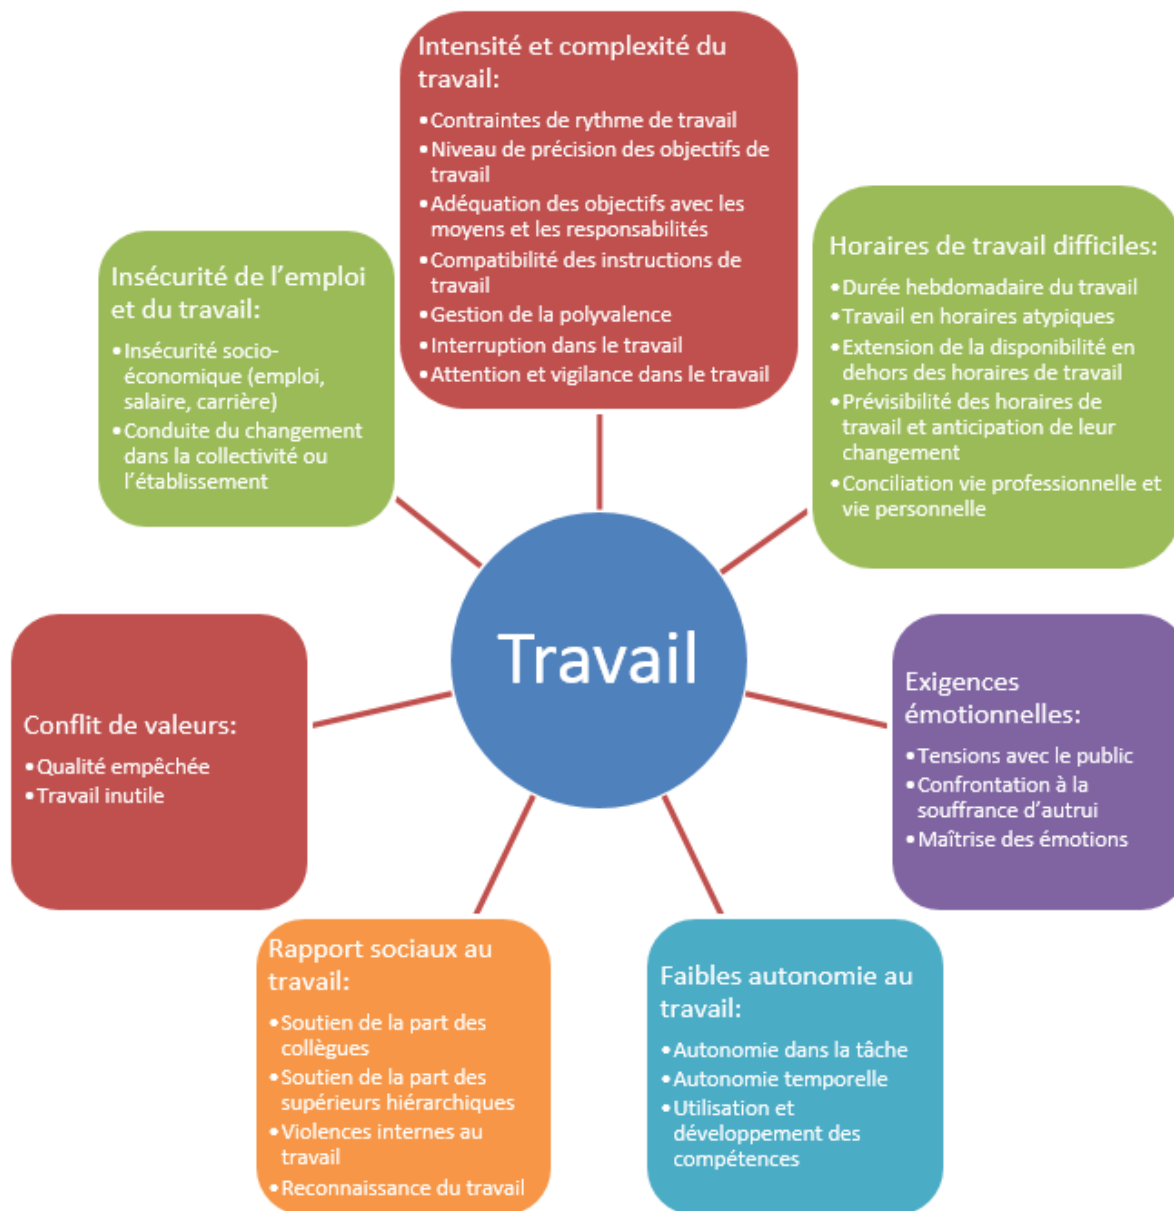 Intensité et complexité du
travail:
•Contraintes de rythme de travail
•Niveau de précision des objectifs de
travail
•Adéquation des objectifs avec les
moyens et les responsabilités
•Compatibilité des instructions de
travail
•Gestion de la polyvalence
•Interruption dans le travail
•Attention et vigilance dans le travail
Horaires de travail difficiles:
•Durée hebdomadaire du travail
•Travail en horaires atypiques
•Extension de la disponibilité en
dehors des horaires de travail
•Prévisibilité des horaires de
travail et anticipation de leur
changement
•Conciliation vie professionnelle et
vie personnelle
Exigences
émotionnelles:
•Tensions avec le public
•Confrontation à la
souffrance d’autrui
•Maîtrise des émotions
Faibles autonomie au
travail:
•Autonomie dans la tâche
•Autonomie temporelle
•Utilisation et
développement des
compétences
Rapport sociaux au
travail:
•Soutien de la part des
collègues
•Soutien de la part des
supérieurs hiérarchiques
•Violences internes au
travail
•Reconnaissance du travail
Conflit de valeurs:
•Qualité empêchée
•Travail inutile
Insécurité de l’emploi
et du travail:
•Insécurité socio-
économique (emploi,
salaire, carrière)
•Conduite du changement
dans la collectivité ou
l’établissement
Travail